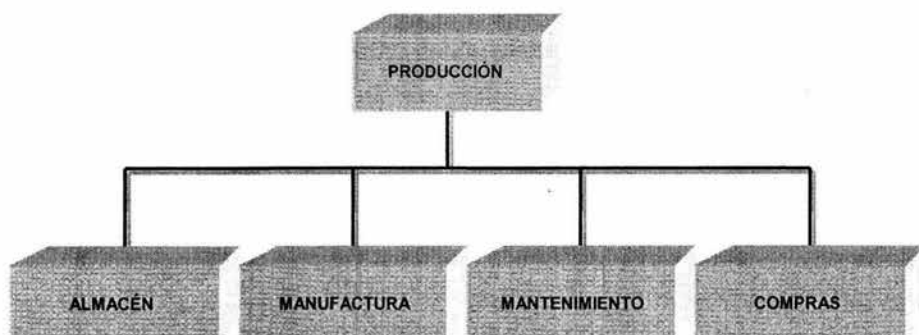 PRODUCCIÓN
ALMACÉN
MANUFACTURA
MANTENIMIENTO
COMPRAS